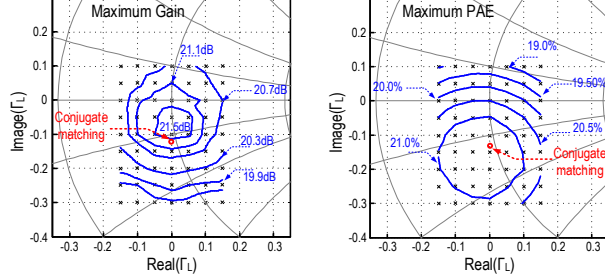 Maximum Gain
0.2
0.1
0
-0.1
-0.2
-0.3
-0.4
Image(Γ_L)
21.1dB
20.7dB
Conjugate
matching
21.5dB
20.3dB
19.9dB
-0.3 -0.2 -0.1 0 0.1 0.2 0.3
Real(Γ_L)
Maximum PAE
0.2
0.1
0
-0.1
-0.2
-0.3
-0.4
Image(Γ_L)
19.0%
19.50%
20.0%
20.5%
21.0%
Conjugate
matching
-0.3 -0.2 -0.1 0 0.1 0.2 0.3
Real(Γ_L)